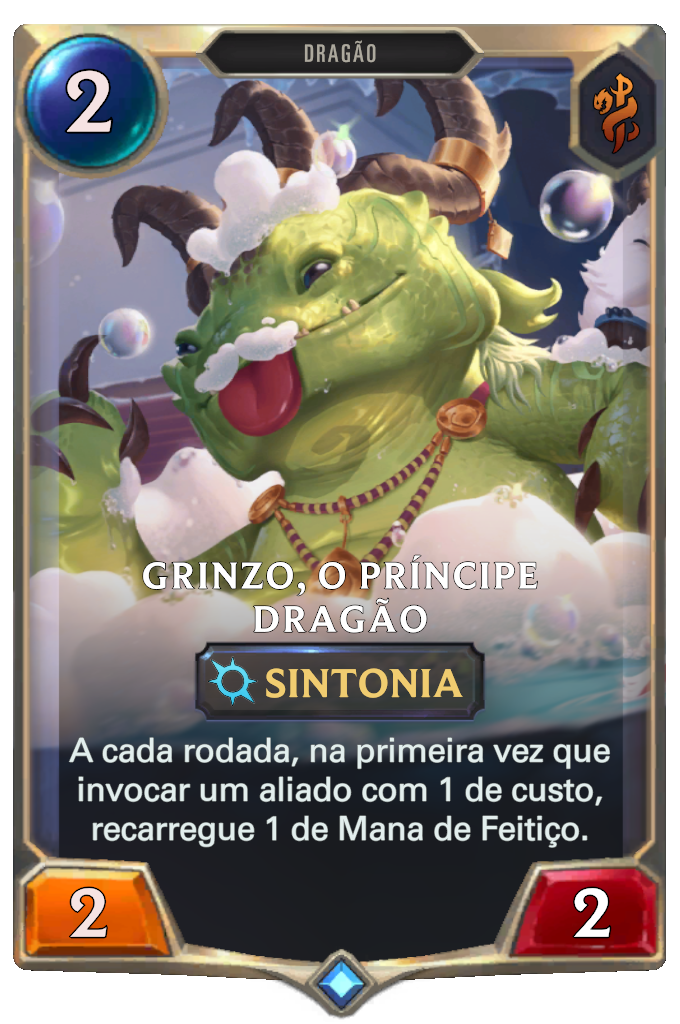 DRAGÃO
2
GRINZO, O PRÍNCIPE
DRAGÃO
SINTONIA
A cada rodada, na primeira vez que
invocar um aliado com 1 de custo,
recarregue 1 de Mana de Feitiço.
2
2